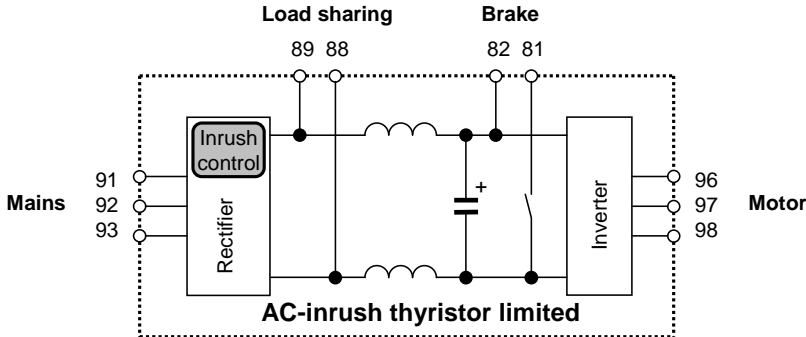 Load sharing Brake
89 88 82 81
Inrush
control
Rectifier
91
92
93
Mains
+
Inverter
96
97
98
Motor
AC-inrush thyristor limited